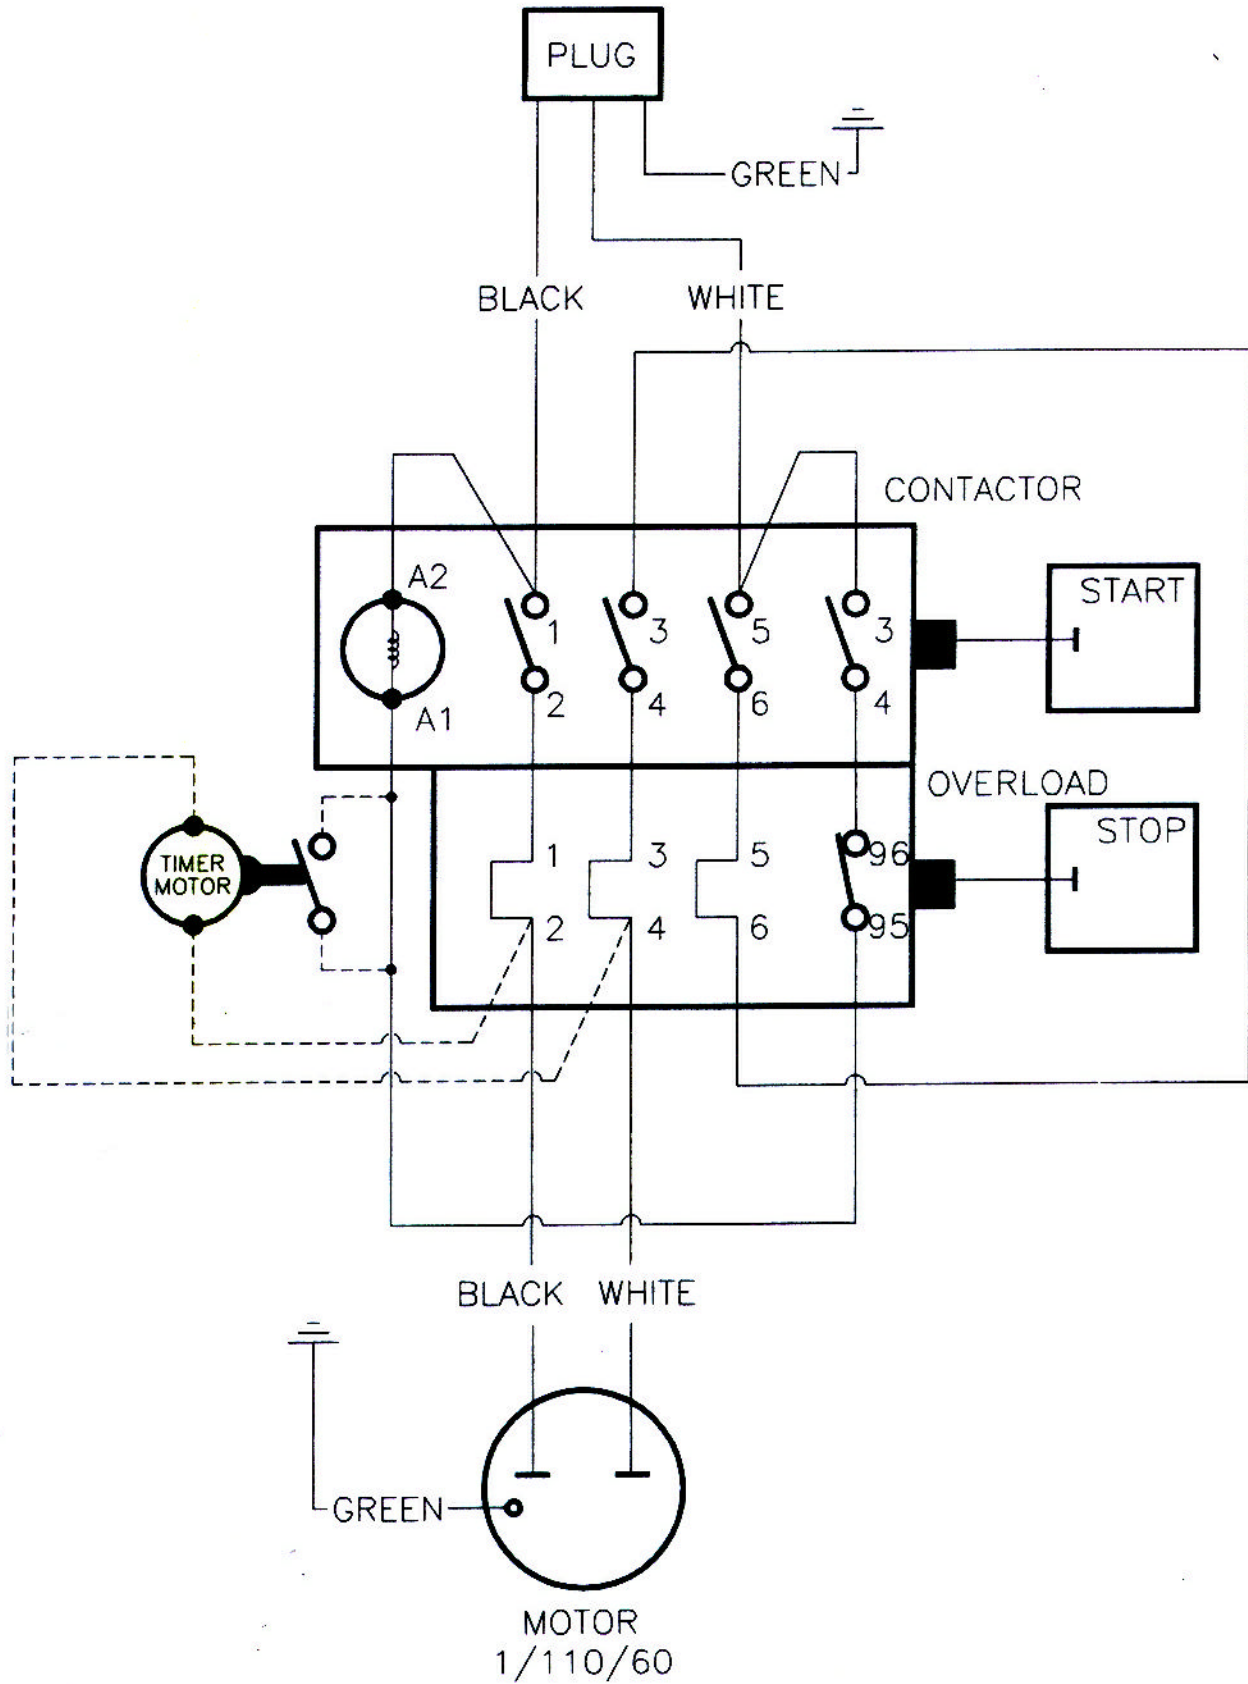 PLUG
GREEN
BLACK WHITE
CONTACTOR
A2
START
1 3 5 3
2 4 6 4
A1
OVERLOAD
STOP
TIMER
MOTOR
1 3 5 96
2 4 6 95
BLACK WHITE
GREEN
MOTOR
1/110/60